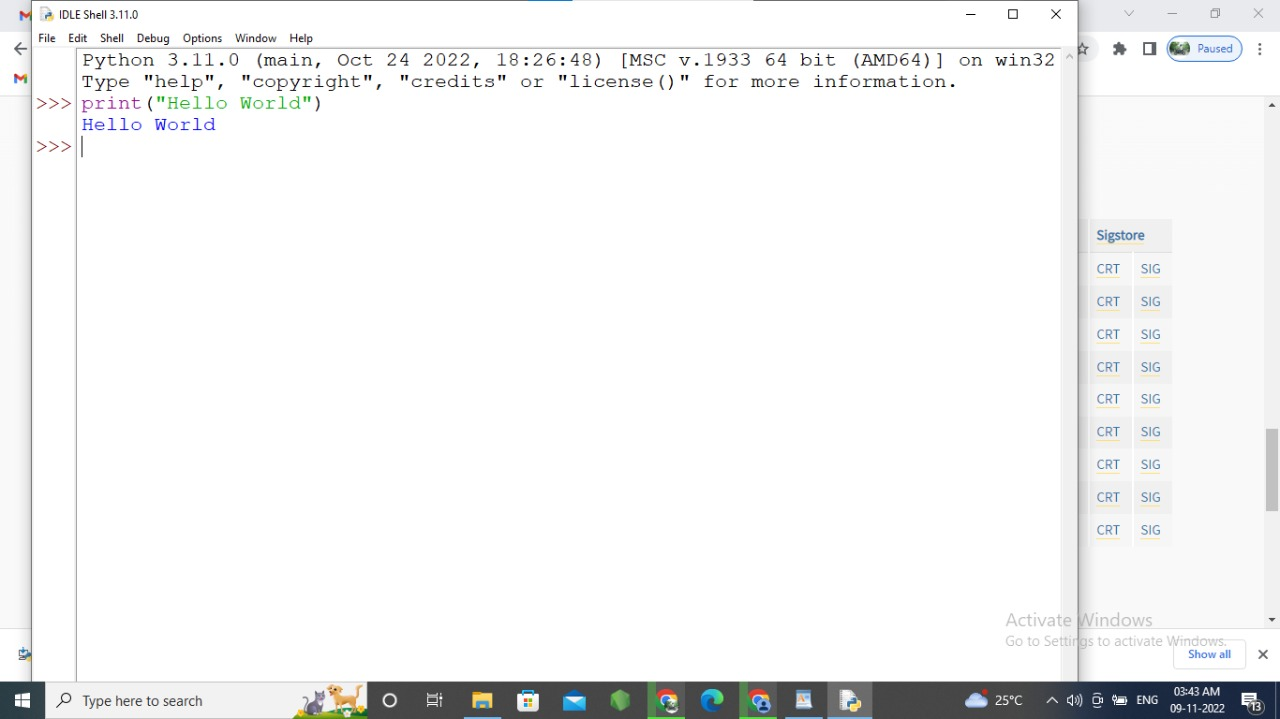 IDLE Shell 3.11.0
File Edit Shell Debug Options Window Help
Paused
Python 3.11.0 (main, Oct 24 2022, 18:26:48) [MSC v.1933 64 bit (AMD64)] on win32
Type "help", "copyright", "credits" or "license()" for more information.
>>> print("Hello World")
Hello World
>>>
Sigstore
CRT SIG
CRT SIG
CRT SIG
CRT SIG
CRT SIG
CRT SIG
CRT SIG
CRT SIG
CRT SIG
Activate Windows
Go to Settings to activate Windows.
Show all
Type here to search
25°C
ENG
03:43 AM
09-11-2022
13